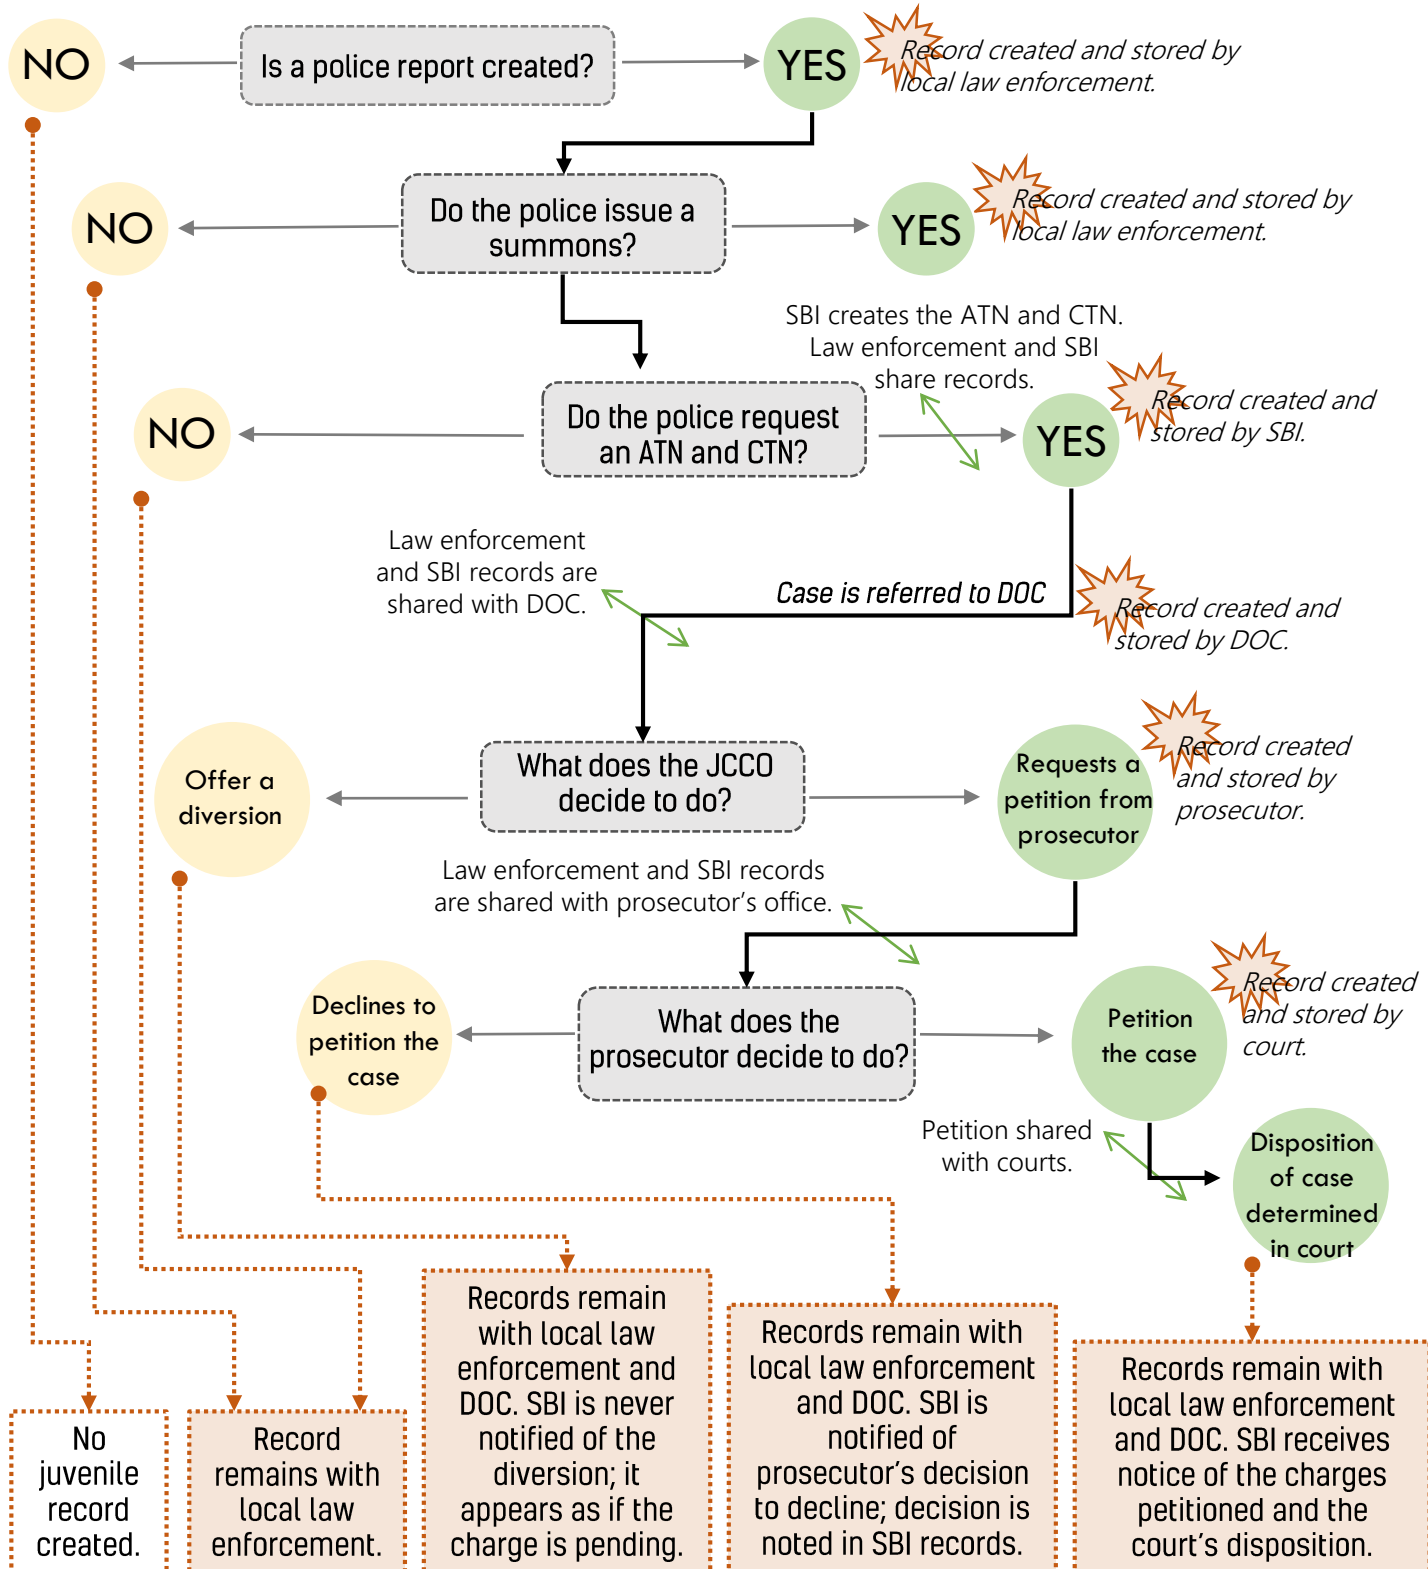 NO
Is a police report created?
YES
Record created and stored by
local law enforcement.
NO
Do the police issue a
summons?
YES
Record created and stored by
local law enforcement.
SBI creates the ATN and CTN.
Law enforcement and SBI
share records.
NO
Do the police request
an ATN and CTN?
YES
Record created and
stored by SBI.
Law enforcement
and SBI records are
shared with DOC.
Case is referred to DOC
Record created and
stored by DOC.
Offer a
diversion
What does the JCCO
decide to do?
Requests a
petition from
prosecutor
Record created
and stored by
prosecutor.
Law enforcement and SBI records
are shared with prosecutor’s office.
Declines to
petition the
case
What does the
prosecutor decide to do?
Petition
the case
Record created
and stored by
court.
Petition shared
with courts.
Disposition
of case
determined
in court
No
juvenile
record
created.
Record
remains with
local law
enforcement.
Records remain
with local law
enforcement and
DOC. SBI is never
notified of the
diversion; it
appears as if the
charge is pending.
Records remain with
local law enforcement
and DOC. SBI is
notified of
prosecutor’s decision
to decline; decision is
noted in SBI records.
Records remain with
local law enforcement
and DOC. SBI receives
notice of the charges
petitioned and the
court’s disposition.